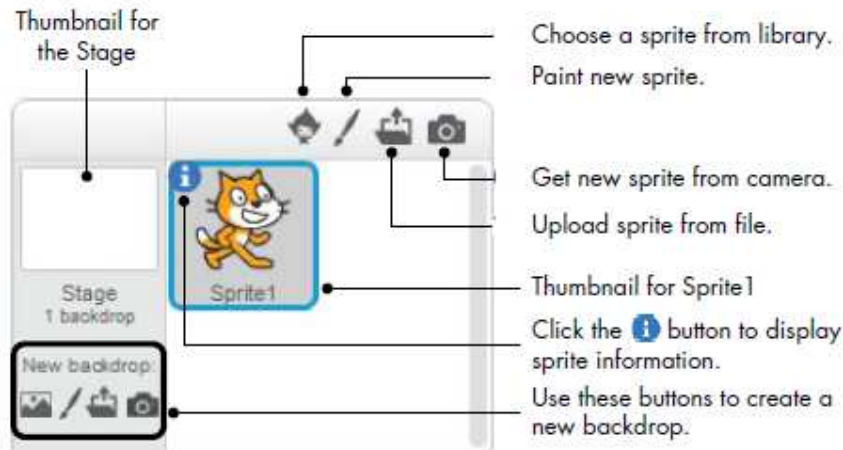 Thumbnail for
the Stage
Choose a sprite from library.
Paint new sprite.
Get new sprite from camera.
Upload sprite from file.
Stage
1 backdrop
Sprite1
Thumbnail for Sprite1
Click the i button to display
sprite information.
New backdrop:
Use these buttons to create a
new backdrop.